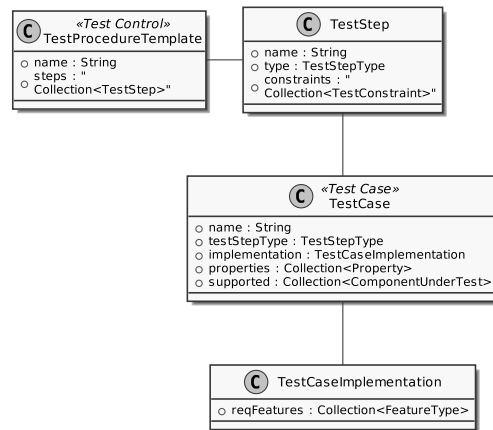 C
«Test Control»
TestProcedureTemplate
name : String
steps : "
Collection<TestStep>"
C
TestStep
name : String
type : TestStepType
constraints : "
Collection<TestConstraint>"
C
«Test Case»
TestCase
name : String
testStepType : TestStepType
implementation : TestCaseImplementation
properties : Collection<Property>
supported : Collection<ComponentUnderTest>
C
TestCaseImplementation
reqFeatures : Collection<FeatureType>